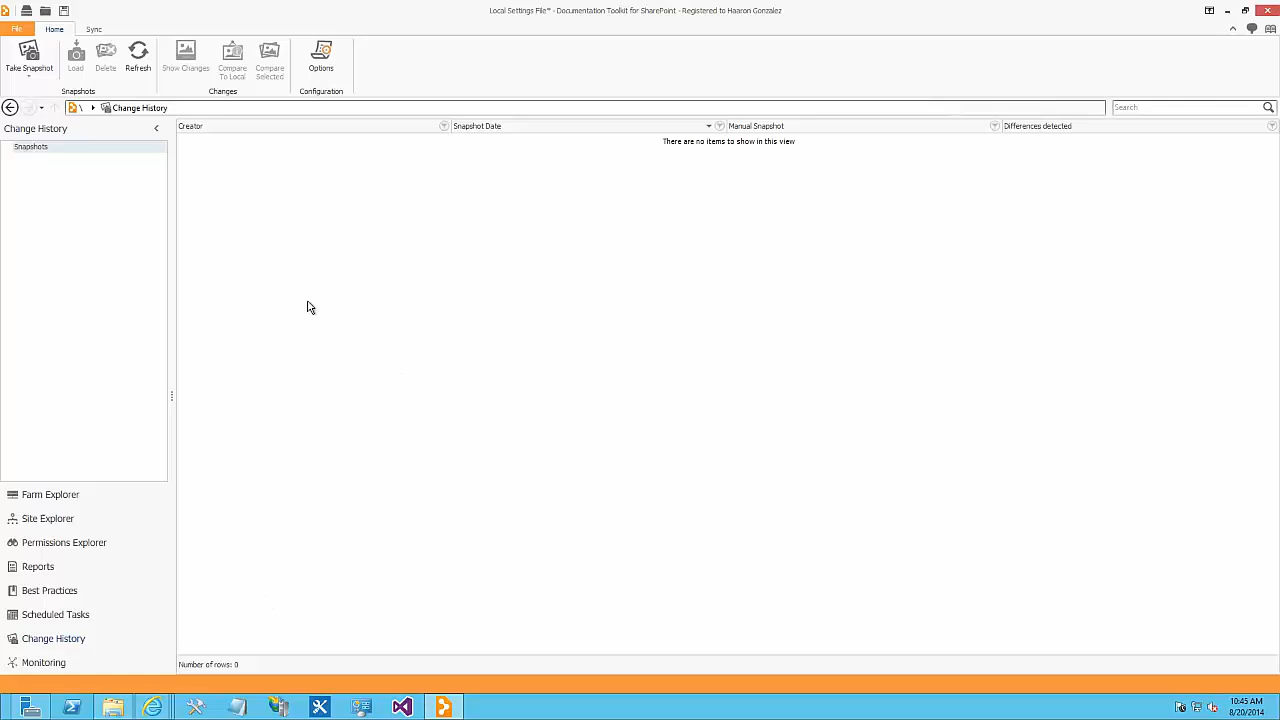 Local Settings File* - Documentation Toolkit for SharePoint - Registered to Haaron Gonzalez
File Home Sync
Take Snapshot Load Delete Refresh Show Changes Compare To Local Compare Selected Options
Snapshots Changes Configuration
\ Change History Search
Change History
Creator Snapshot Date Manual Snapshot Differences detected
There are no items to show in this view
Snapshots
Farm Explorer
Site Explorer
Permissions Explorer
Reports
Best Practices
Scheduled Tasks
Change History
Monitoring
Number of rows: 0
10:45 AM
8/20/2014